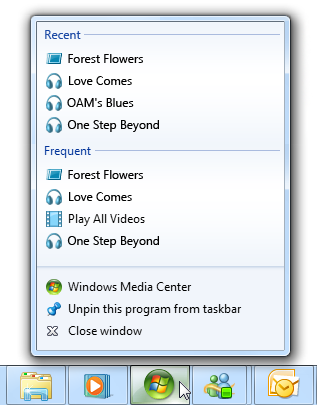 Recent
Forest Flowers
Love Comes
OAM's Blues
One Step Beyond
Frequent
Forest Flowers
Love Comes
Play All Videos
One Step Beyond
Windows Media Center
Unpin this program from taskbar
Close window